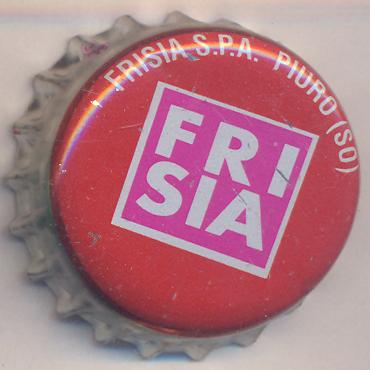 FRISIA S.P.A. PIURO (SO)
FRI
SIA